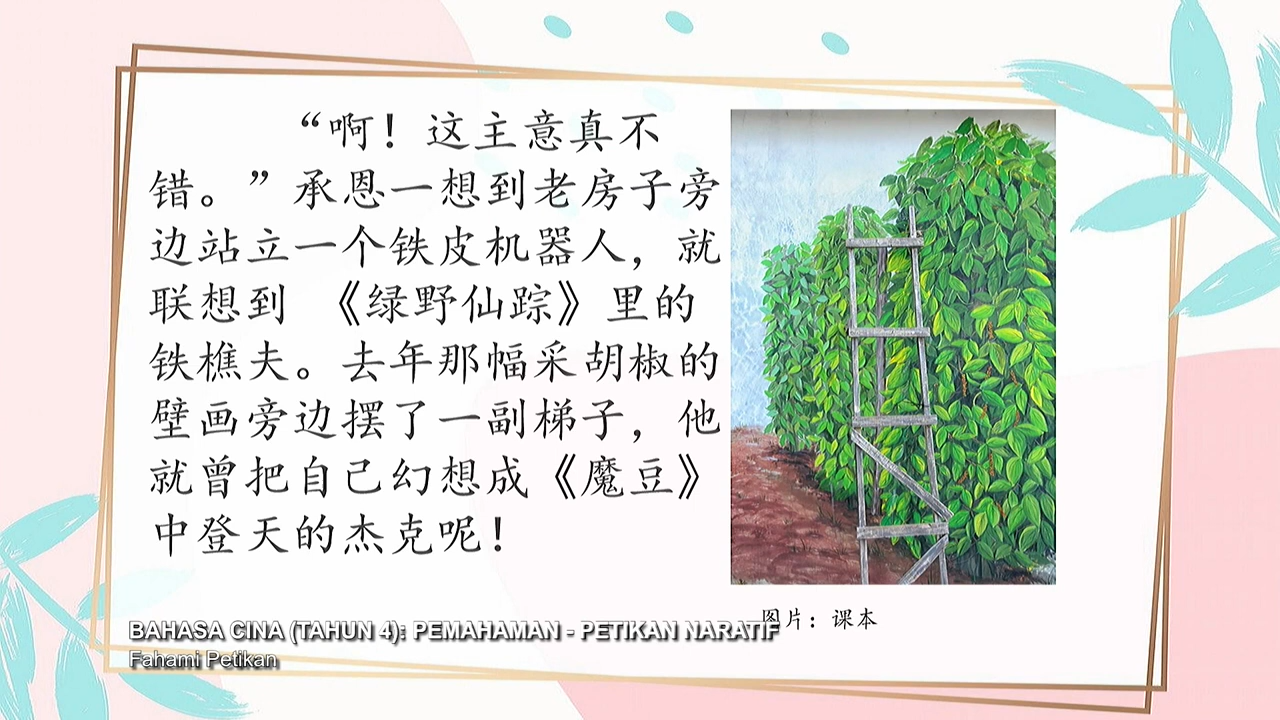 “啊！这主意真不
错。”承恩一想到老房子旁
边站立一个铁皮机器人，就
联想到 《绿野仙踪》里的
铁樵夫。去年那幅采胡椒的
壁画旁边摆了一副梯子，他
就曾把自己幻想成《魔豆》
中登天的杰克呢！
图片：课本
BAHASA CINA (TAHUN 4): PEMAHAMAN - PETIKAN NARATIF
Fahami Petikan